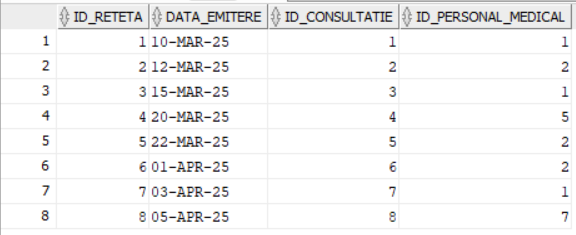 ID_RETETA DATA_EMITERE ID_CONSULTATIE ID_PERSONAL_MEDICAL
1 1 10-MAR-25 1 1
2 2 12-MAR-25 2 2
3 3 15-MAR-25 3 1
4 4 20-MAR-25 4 5
5 5 22-MAR-25 5 2
6 6 01-APR-25 6 2
7 7 03-APR-25 7 1
8 8 05-APR-25 8 7